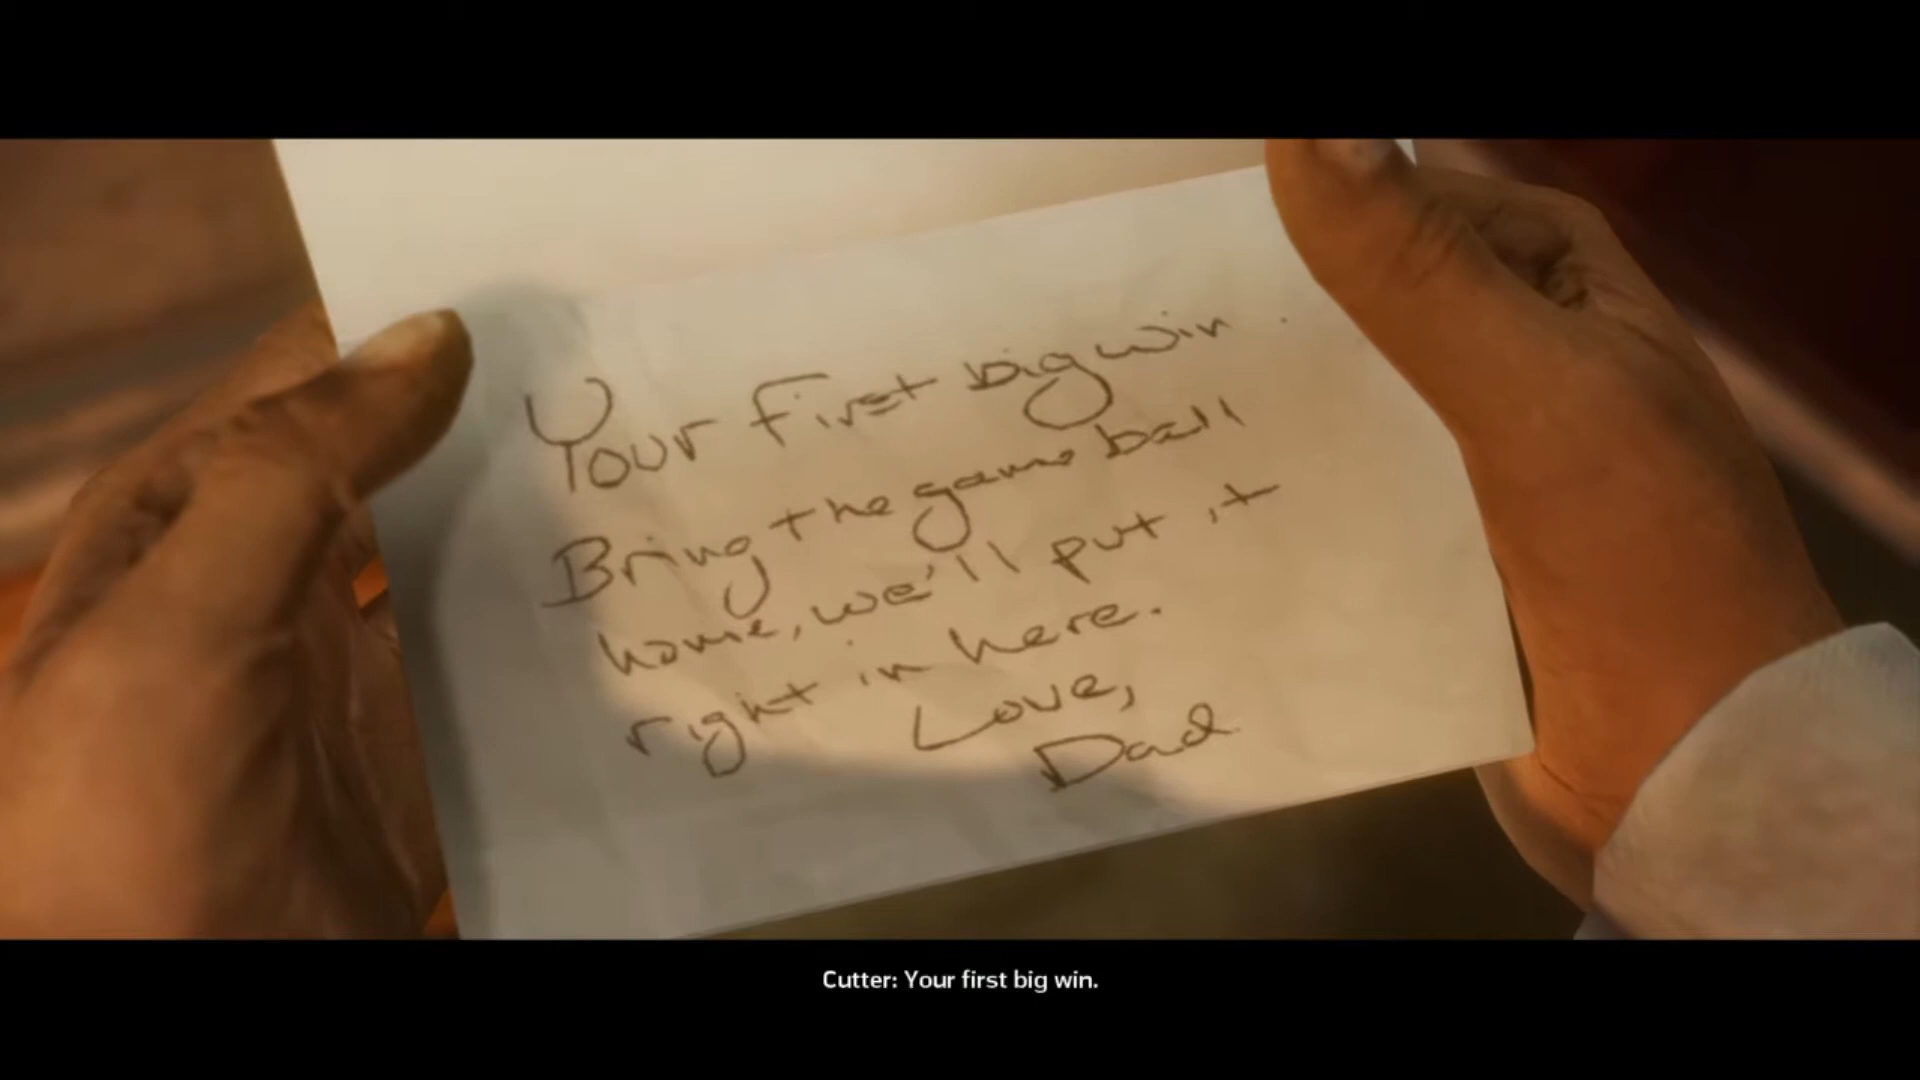 Your first big win.
Bring the game ball
home, we'll put it
right in here.
Love,
Dad
Cutter: Your first big win.